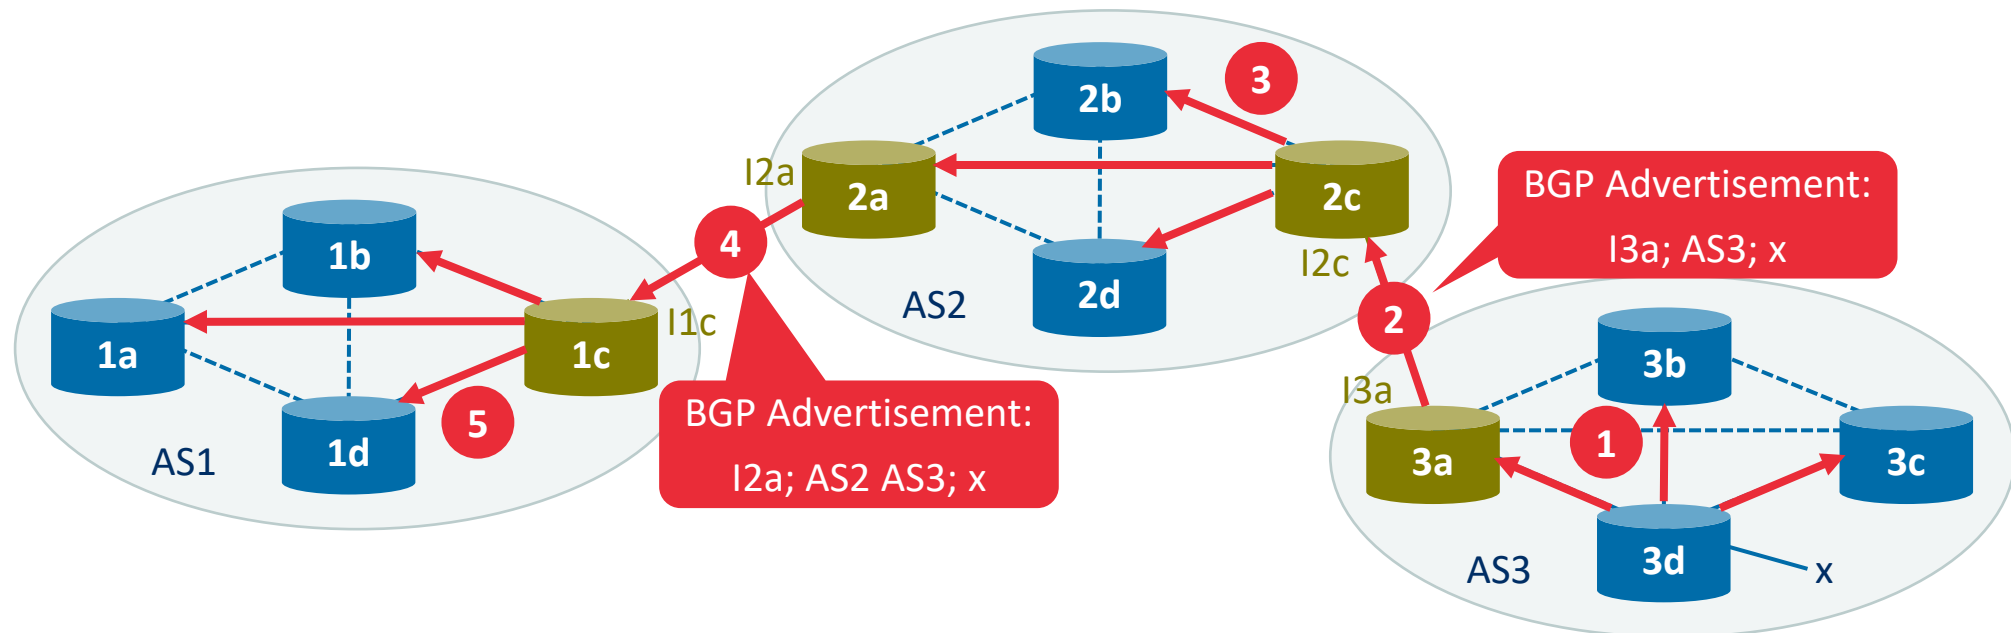 2b
3
I2a
2a
2c
BGP Advertisement:
I3a; AS3; x
1b
4
I2c
2d
AS2
I1c
2
1a
1c
3b
I3a
BGP Advertisement:
I2a; AS2 AS3; x
5
1d
AS1
1
3a
3c
3d
AS3
x